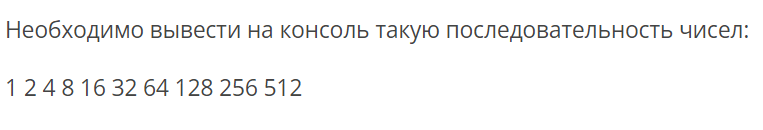 Необходимо вывести на консоль такую последовательность чисел:
1 2 4 8 16 32 64 128 256 512